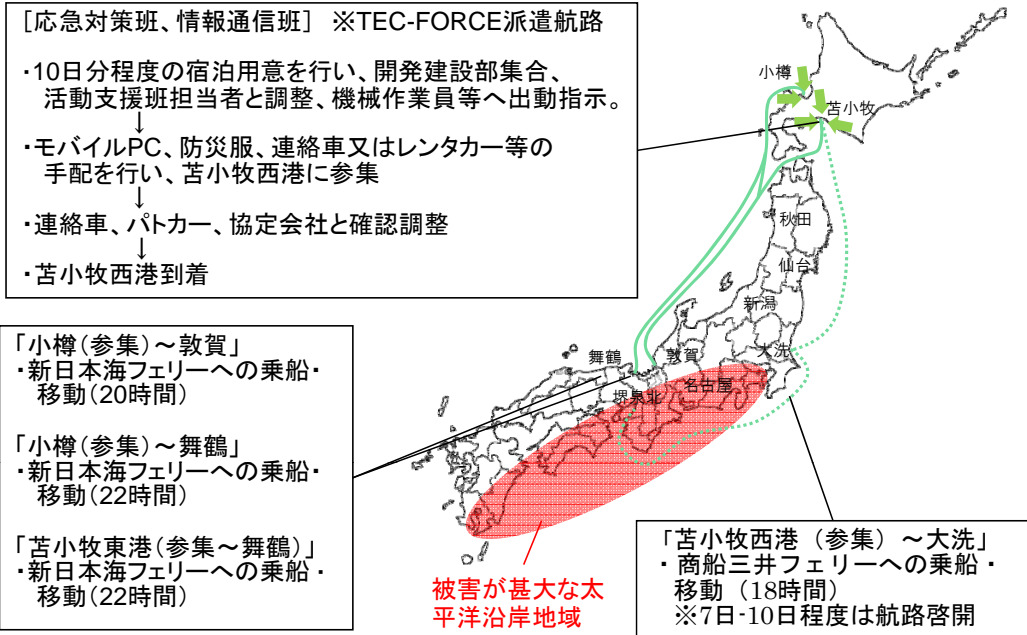 [応急対策班、情報通信班] ※TEC-FORCE派遣航路
・10日分程度の宿泊用意を行い、開発建設部集合、
活動支援班担当者と調整、機械作業員等へ出動指示。
↓
・モバイルPC、防災服、連絡車又はレンタカー等の
手配を行い、苫小牧西港に参集
↓
・連絡車、パトカー、協定会社と確認調整
↓
・苫小牧西港到着
小樽
苫小牧
秋田
仙台
新潟
舞鶴
敦賀
大洗
名古屋
堺泉北
「小樽(参集)～敦賀」
・新日本海フェリーへの乗船・
移動(20時間)
「小樽(参集)～舞鶴」
・新日本海フェリーへの乗船・
移動(22時間)
「苫小牧東港(参集～舞鶴)」
・新日本海フェリーへの乗船・
移動(22時間)
被害が甚大な太
平洋沿岸地域
「苫小牧西港 (参集) ～大洗」
・商船三井フェリーへの乗船・
移動 (18時間)
※7日-10日程度は航路啓開